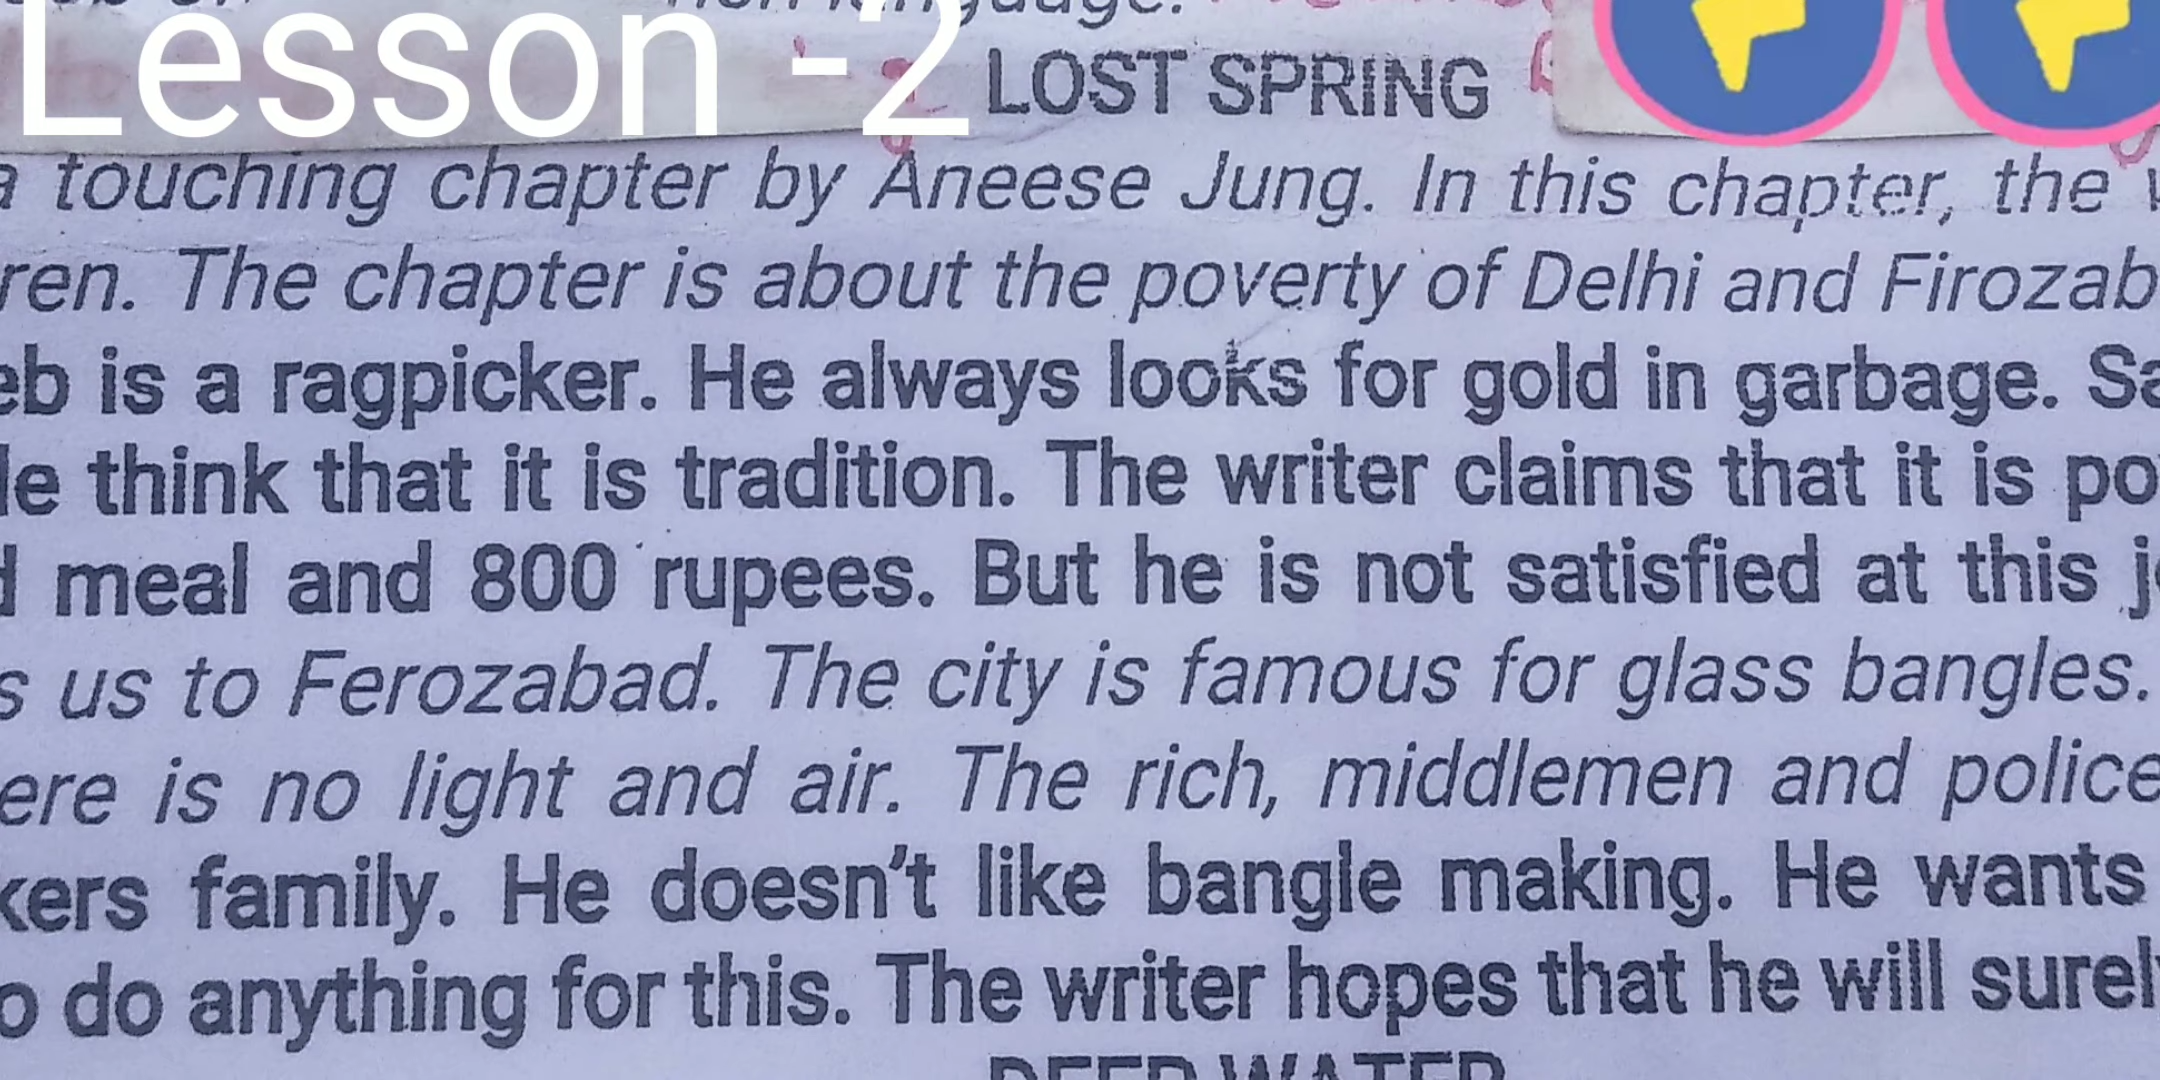 language.
Lesson -2 LOST SPRING
a touching chapter by Aneese Jung. In this chapter, the
ren. The chapter is about the poverty of Delhi and Firozab
eb is a ragpicker. He always looks for gold in garbage. Sa
le think that it is tradition. The writer claims that it is po
d meal and 800 rupees. But he is not satisfied at this j
s us to Ferozabad. The city is famous for glass bangles.
ere is no light and air. The rich, middlemen and police
kers family. He doesn't like bangle making. He wants
o do anything for this. The writer hopes that he will surel
DEEP WATER